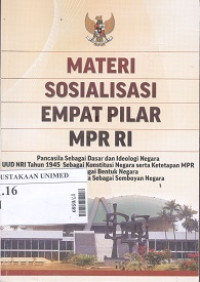 MATERI
SOSIALISASI
EMPAT PILAR
MPR RI
Pancasila Sebagai Dasar dan Ideologi Negara
UUD NRI Tahun 1945 Sebagai Konstitusi Negara serta Ketetapan MPR
Bentuk Negara
Sebagai Semboyan Negara
USTAKAAN UNIMED
.16